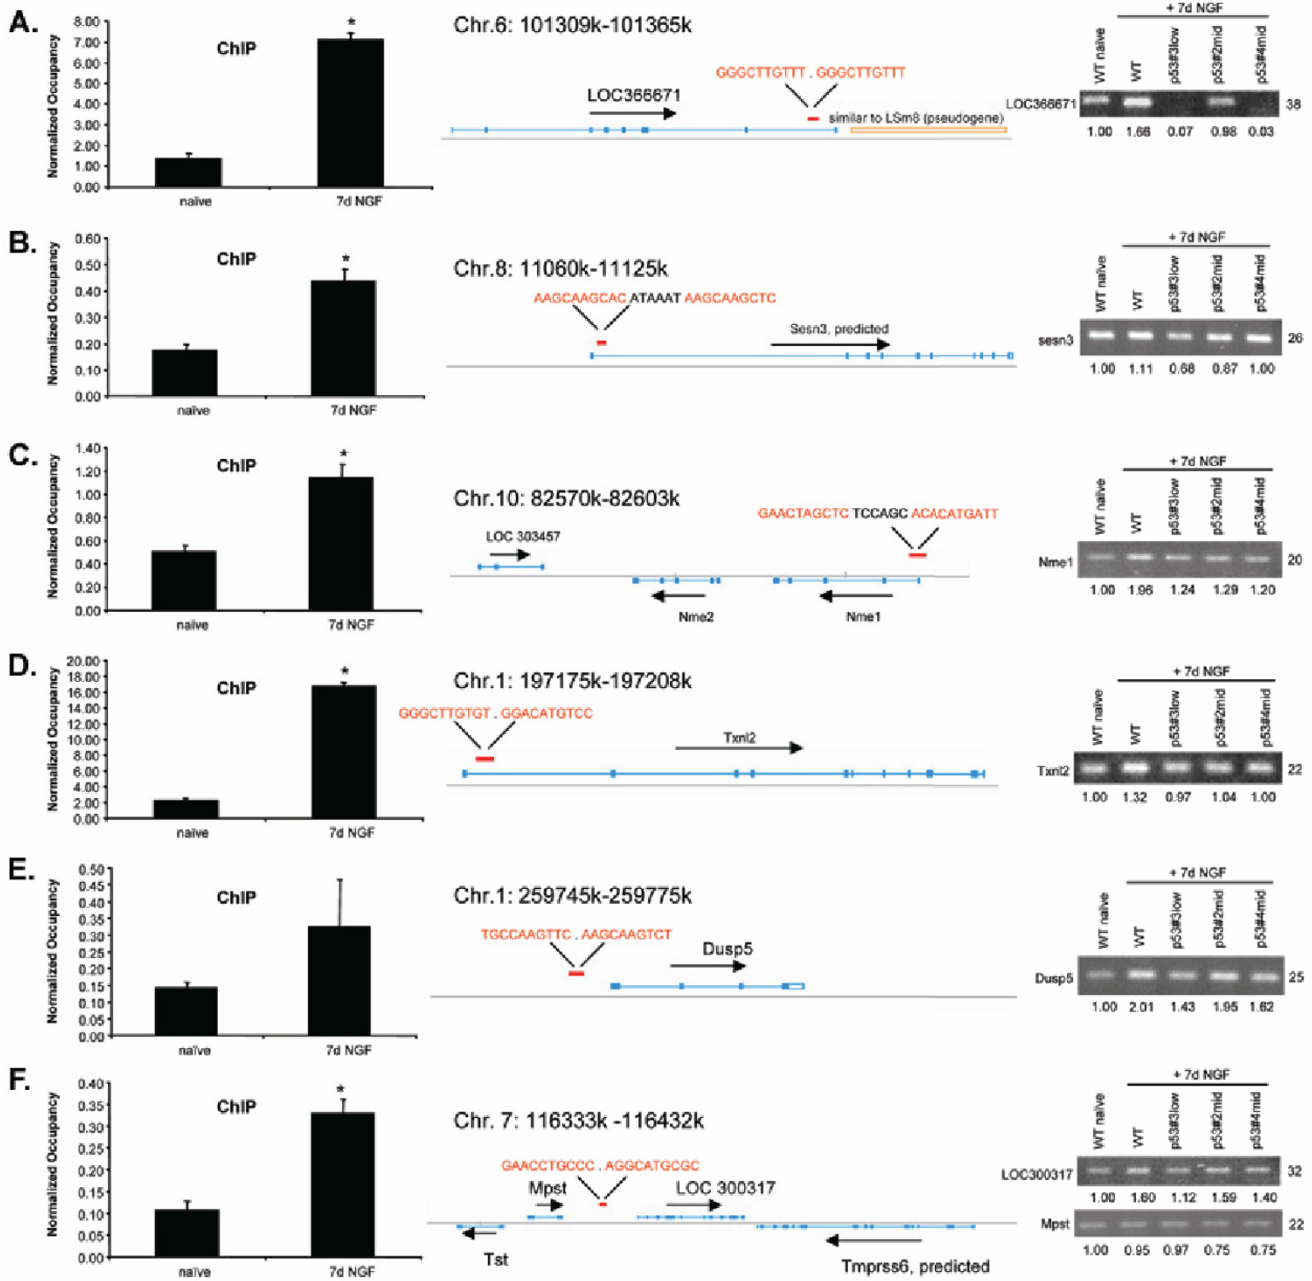 A.
Normalized Occupancy
8.00
7.00
6.00
5.00
4.00
3.00
2.00
1.00
0.00
ChIP
*
naïve
7d NGF
Chr.6: 101309k-101365k
GGGCTTGTTT . GGGCTTGTTT
LOC366671
similar to LSm8 (pseudogene)
+ 7d NGF
WT naïve
WT
p53#3low
p53#2mid
p53#4mid
LOC366671
38
1.00 1.66 0.07 0.98 0.03
B.
Normalized Occupancy
0.60
0.50
0.40
0.30
0.20
0.10
0.00
ChIP
*
naïve
7d NGF
Chr.8: 11060k-11125k
AAGCAAGCAC ATAAAT AAGCAAGCTC
Sesn3, predicted
+ 7d NGF
WT naïve
WT
p53#3low
p53#2mid
p53#4mid
sesn3
26
1.00 1.11 0.68 0.87 1.00
C.
Normalized Occupancy
1.40
1.20
1.00
0.80
0.60
0.40
0.20
0.00
ChIP
*
naïve
7d NGF
Chr.10: 82570k-82603k
GAACTAGCTC TCCAGC ACACATGATT
LOC 303457
Nme2
Nme1
+ 7d NGF
WT naïve
WT
p53#3low
p53#2mid
p53#4mid
Nme1
20
1.00 1.96 1.24 1.29 1.20
D.
Normalized Occupancy
20.00
18.00
16.00
14.00
12.00
10.00
8.00
6.00
4.00
2.00
0.00
ChIP
*
naïve
7d NGF
Chr.1: 197175k-197208k
GGGCTTGTGT . GGACATGTCC
Txnl2
+ 7d NGF
WT naïve
WT
p53#3low
p53#2mid
p53#4mid
Txnl2
22
1.00 1.32 0.97 1.04 1.00
E.
Normalized Occupancy
0.50
0.45
0.40
0.35
0.30
0.25
0.20
0.15
0.10
0.05
0.00
ChIP
naïve
7d NGF
Chr.1: 259745k-259775k
TGCCAAGTTC . AAGCAAGTCT
Dusp5
+ 7d NGF
WT naïve
WT
p53#3low
p53#2mid
p53#4mid
Dusp5
25
1.00 2.01 1.43 1.95 1.62
F.
Normalized Occupancy
0.40
0.35
0.30
0.25
0.20
0.15
0.10
0.05
0.00
ChIP
*
naïve
7d NGF
Chr. 7: 116333k -116432k
GAACCTGCCC . AGGCATGCGC
Mpst
LOC 300317
Tst
Tmprss6, predicted
+ 7d NGF
WT naïve
WT
p53#3low
p53#2mid
p53#4mid
LOC300317
32
1.00 1.60 1.12 1.59 1.40
Mpst
22
1.00 0.95 0.97 0.75 0.75